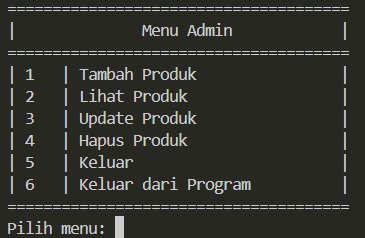 ======================================
|              Menu Admin            |
======================================
| 1   | Tambah Produk                |
| 2   | Lihat Produk                 |
| 3   | Update Produk                |
| 4   | Hapus Produk                 |
| 5   | Keluar                       |
| 6   | Keluar dari Program          |
======================================
Pilih menu: